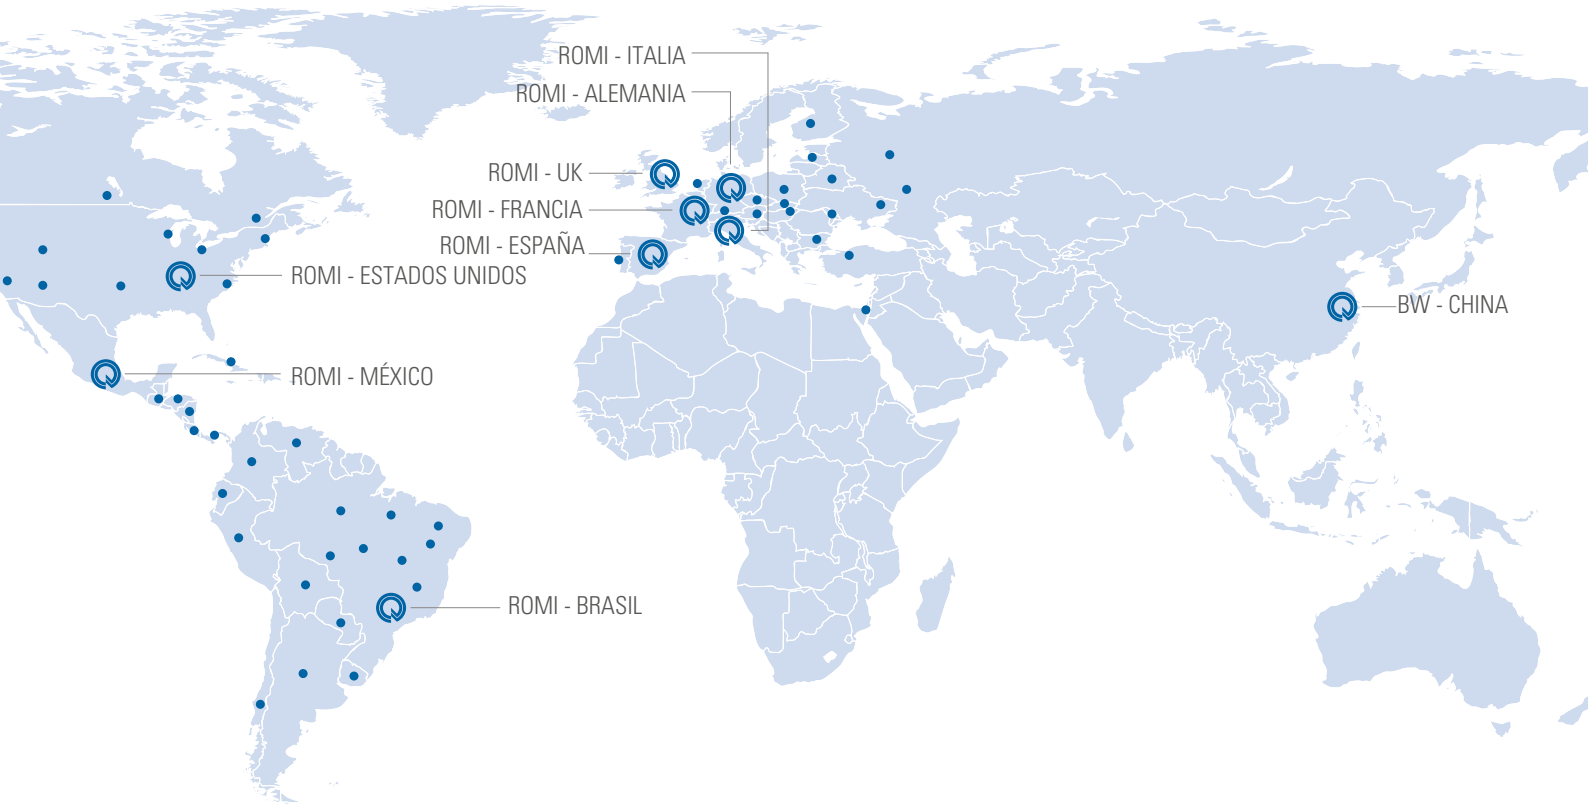 ROMI - ITALIA
ROMI - ALEMANIA
ROMI - UK
ROMI - FRANCIA
ROMI - ESPAÑA
ROMI - ESTADOS UNIDOS
BW - CHINA
ROMI - MÉXICO
ROMI - BRASIL